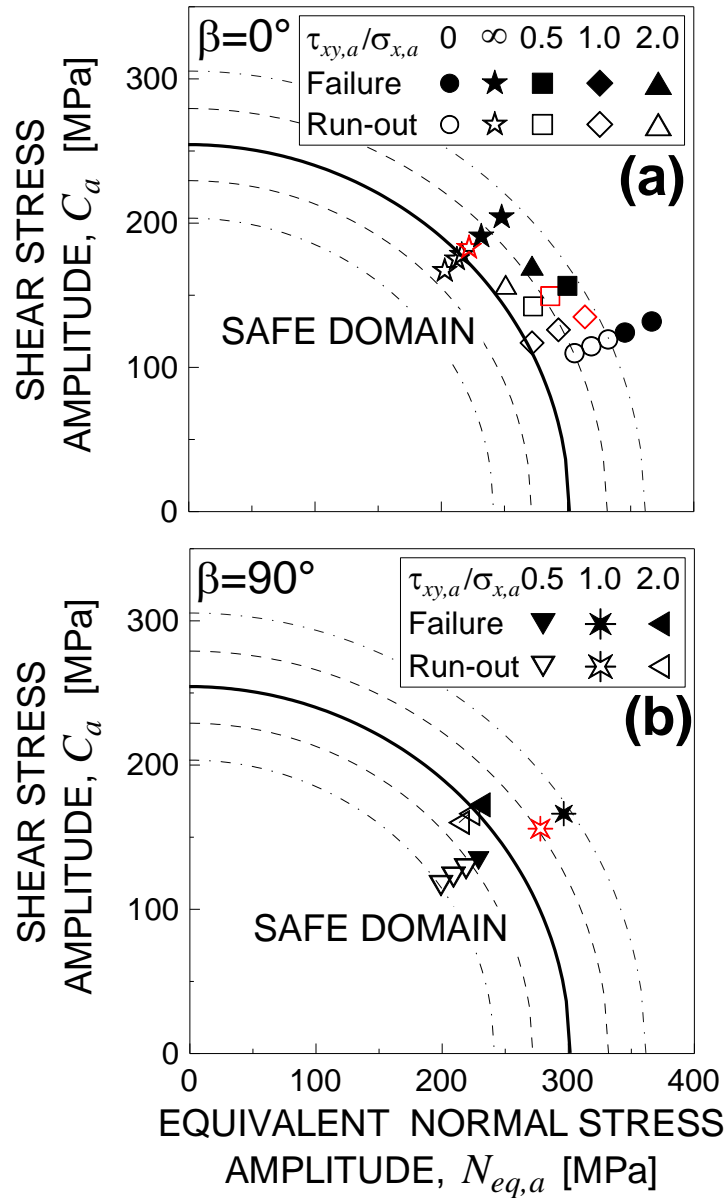 β=0° τxy,a/σx,a 0 ∞ 0.5 1.0 2.0
Failure
Run-out
(a)
SAFE DOMAIN
SHEAR STRESS
AMPLITUDE, Ca [MPa]
300
200
100
0
β=90° τxy,a/σx,a 0.5 1.0 2.0
Failure
Run-out
(b)
SAFE DOMAIN
SHEAR STRESS
AMPLITUDE, Ca [MPa]
300
200
100
0
0 100 200 300 400
EQUIVALENT NORMAL STRESS
AMPLITUDE, Neq,a [MPa]